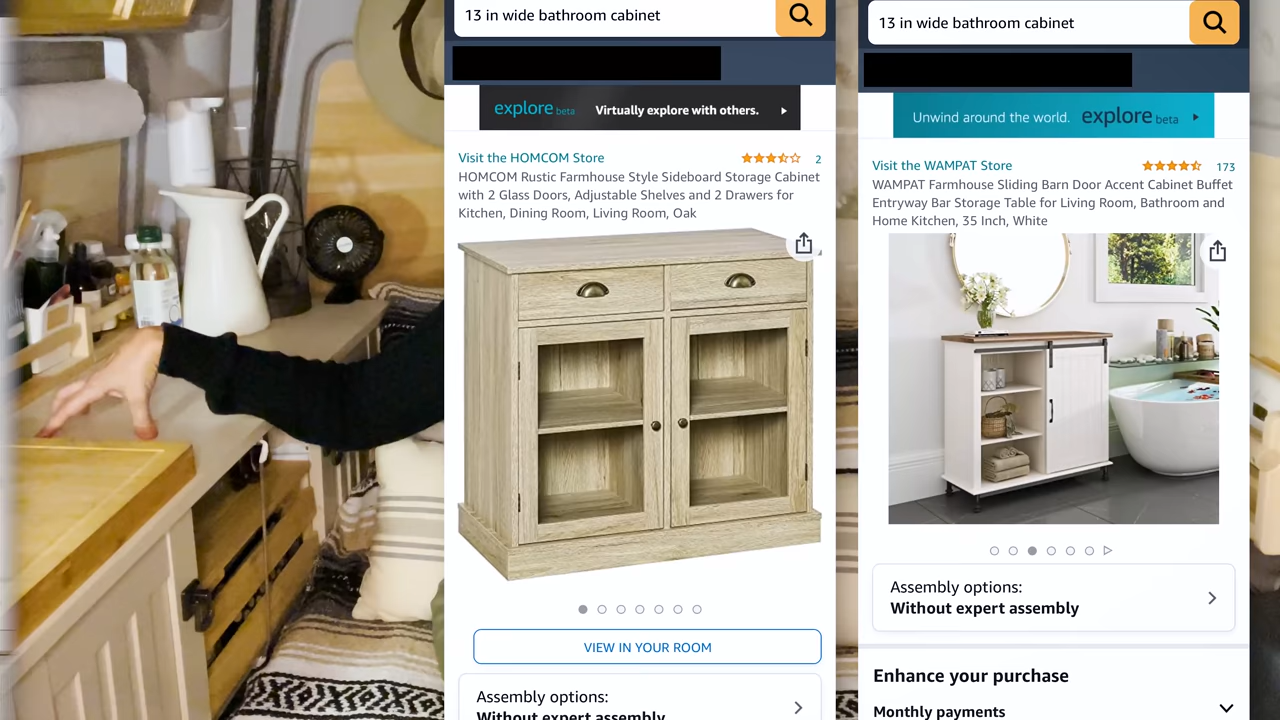 13 in wide bathroom cabinet
explore beta Virtually explore with others.
Visit the HOMCOM Store
2
HOMCOM Rustic Farmhouse Style Sideboard Storage Cabinet
with 2 Glass Doors, Adjustable Shelves and 2 Drawers for
Kitchen, Dining Room, Living Room, Oak
VIEW IN YOUR ROOM
Assembly options:
Without expert assembly
13 in wide bathroom cabinet
Unwind around the world. explore beta
Visit the WAMPAT Store
173
WAMPAT Farmhouse Sliding Barn Door Accent Cabinet Buffet
Entryway Bar Storage Table for Living Room, Bathroom and
Home Kitchen, 35 Inch, White
Assembly options:
Without expert assembly
Enhance your purchase
Monthly payments